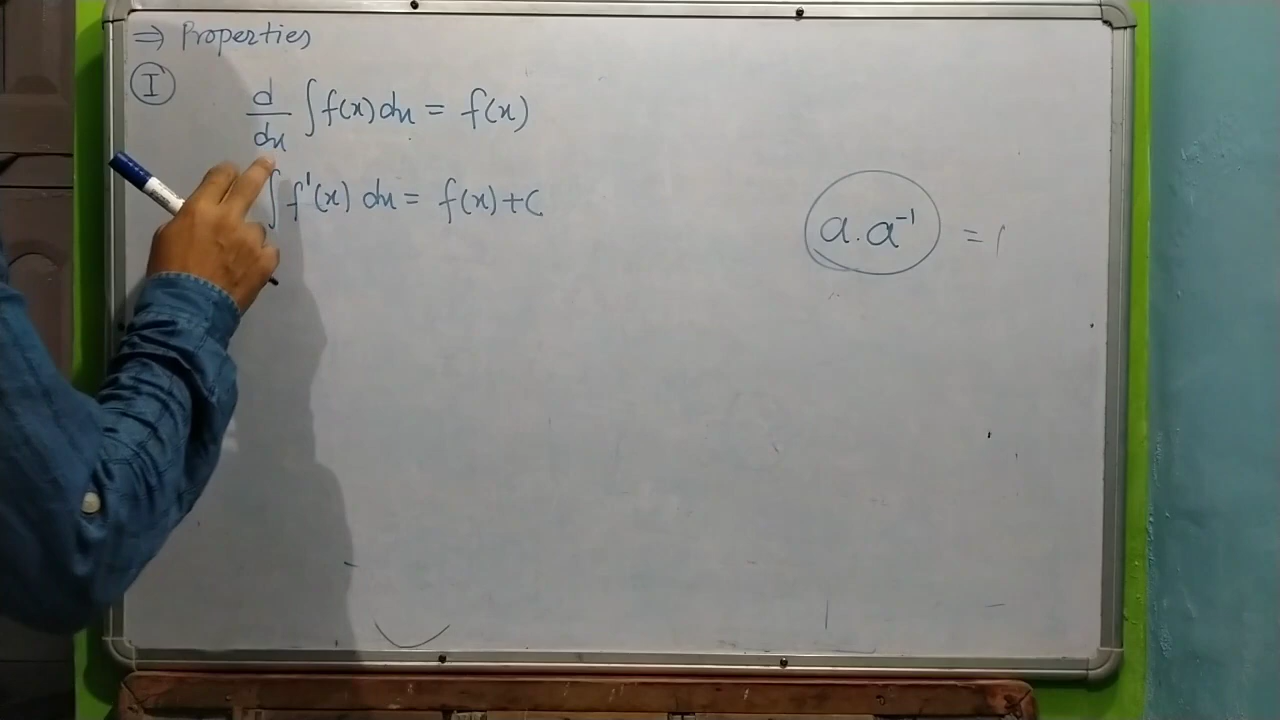 ⇒ Properties
I
d/dx ∫f(x)dx = f(x)
∫f'(x) dx = f(x)+C
a.a⁻¹ = 1